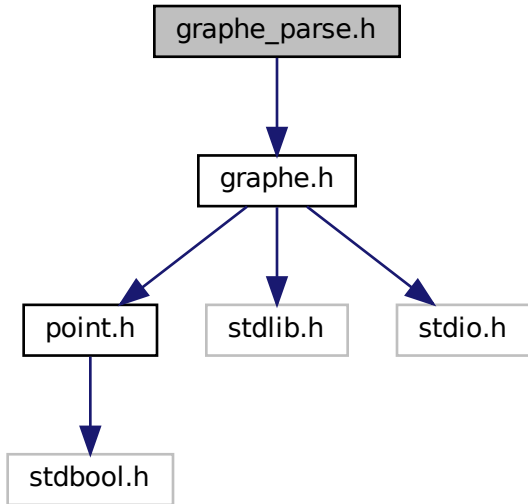 graphe_parse.h
graphe.h
point.h
stdlib.h
stdio.h
stdbool.h